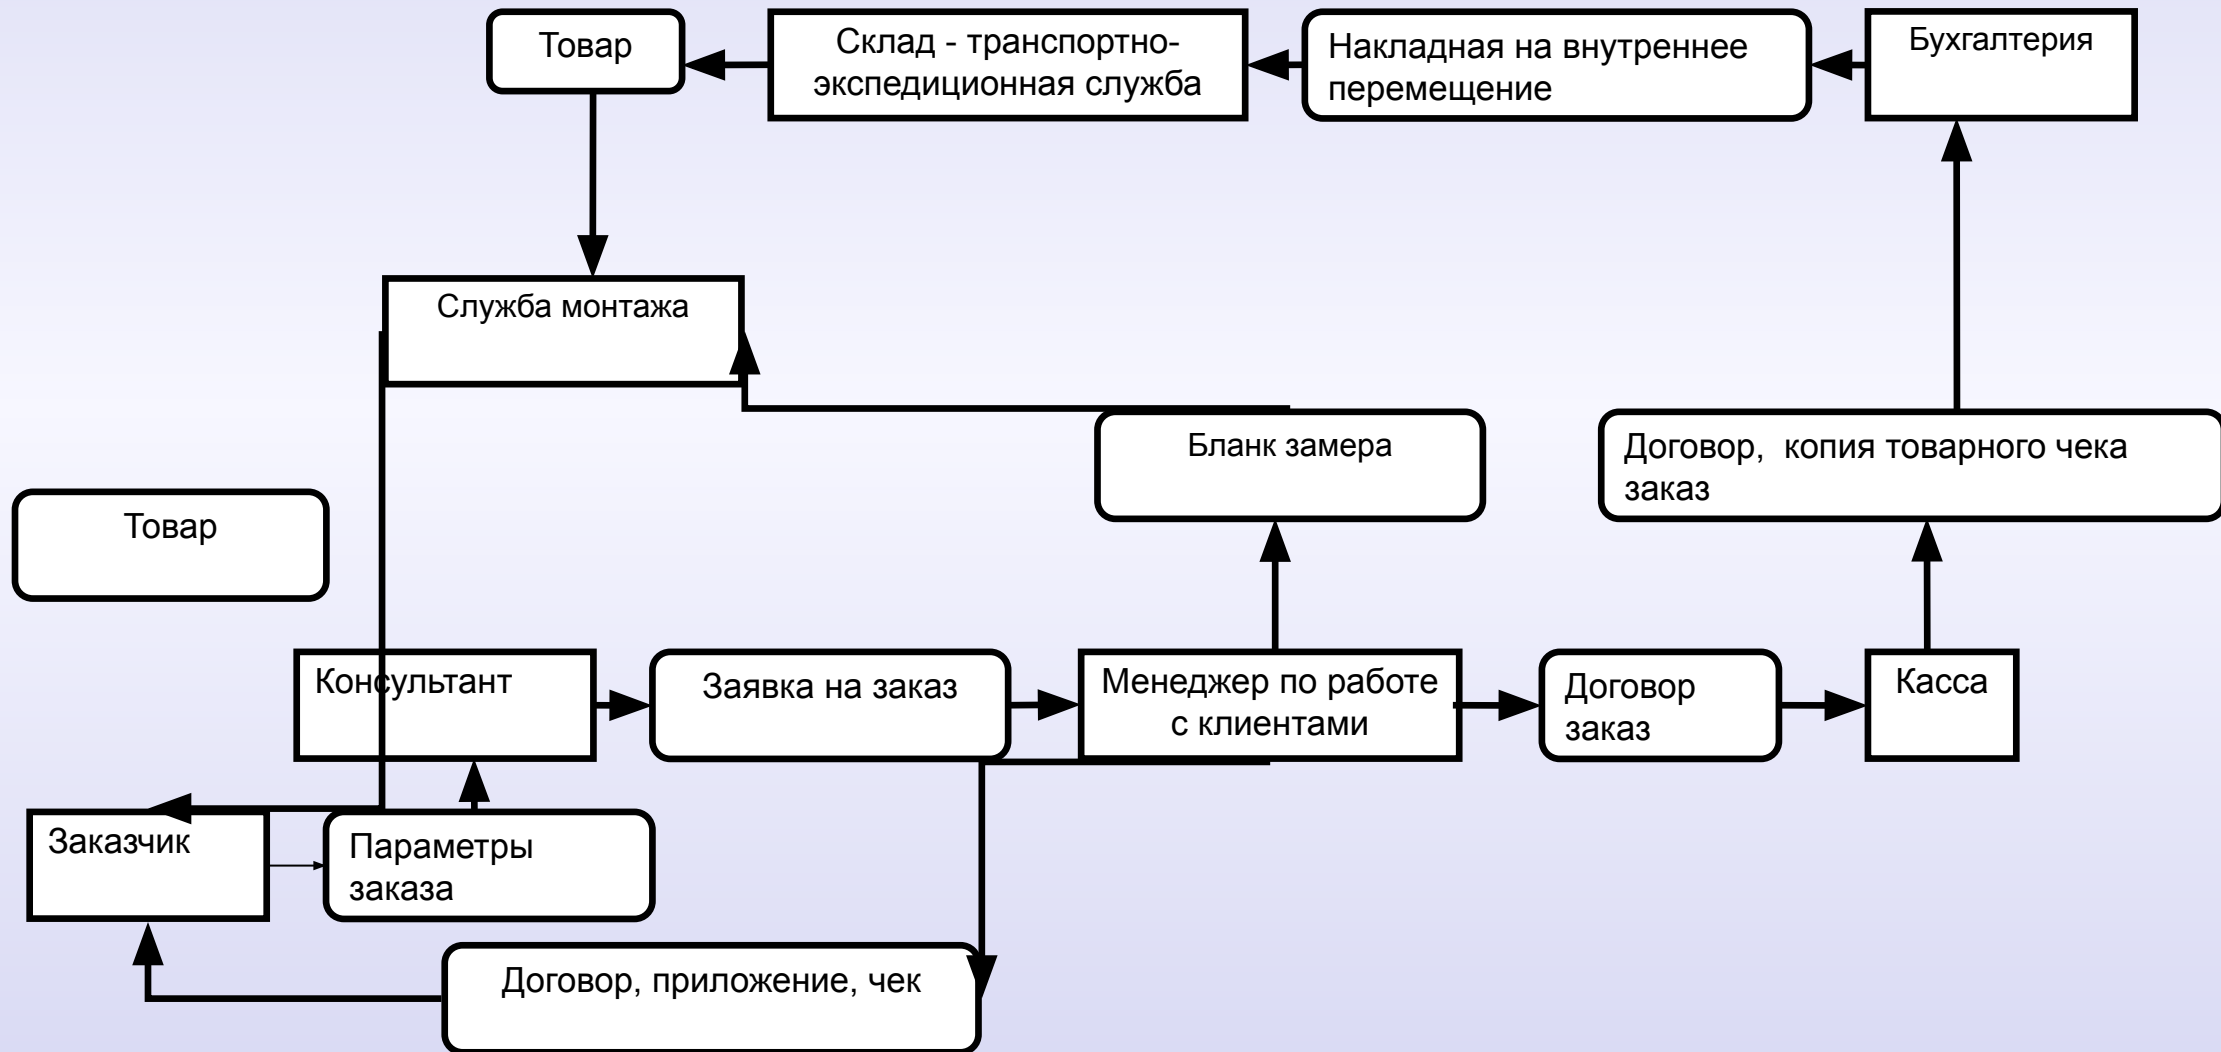 Товар
Склад - транспортно-
экспедиционная служба
Накладная на внутреннее
перемещение
Бухгалтерия
Служба монтажа
Бланк замера
Договор, копия товарного чека
заказ
Товар
Консультант
Заявка на заказ
Менеджер по работе
с клиентами
Договор
заказ
Касса
Заказчик
Параметры
заказа
Договор, приложение, чек